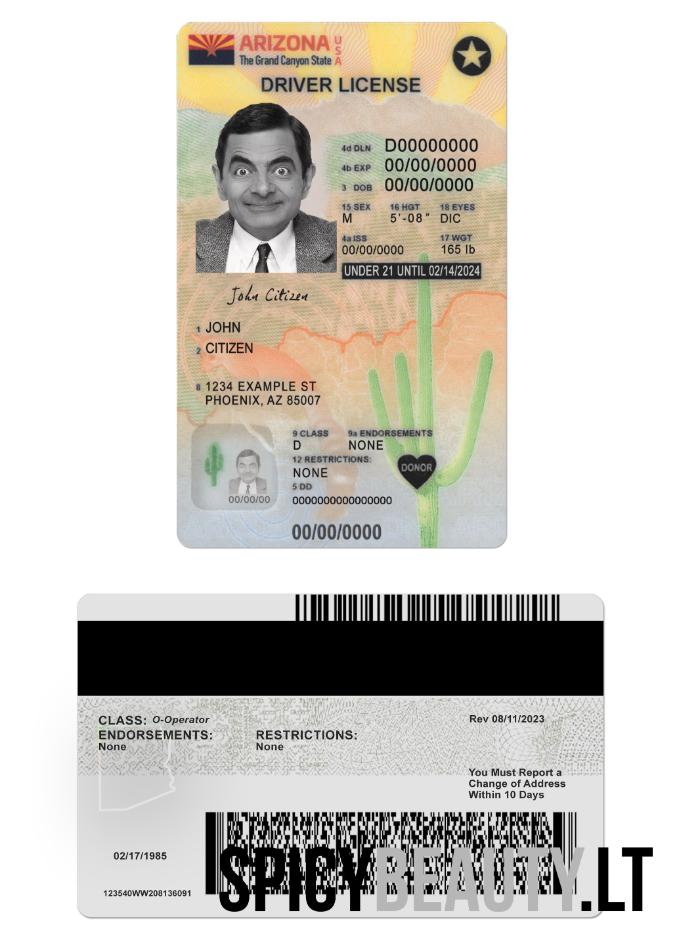 ARIZONA USA
The Grand Canyon State
DRIVER LICENSE
4d DLN D00000000
4b EXP 00/00/0000
3 DOB 00/00/0000
15 SEX 16 HGT 18 EYES
M 5'-08" DIC
4a ISS 17 WGT
00/00/0000 165 lb
UNDER 21 UNTIL 02/14/2024
John Citizen
1 JOHN
2 CITIZEN
8 1234 EXAMPLE ST
PHOENIX, AZ 85007
9 CLASS 9a ENDORSEMENTS
D NONE
12 RESTRICTIONS:
NONE
DONOR
5 DD
00/00/00
0000000000000000
00/00/0000
CLASS: O-Operator
Rev 08/11/2023
ENDORSEMENTS: RESTRICTIONS:
None None
You Must Report a
Change of Address
Within 10 Days
02/17/1985
123540WW208136091
SPICYBEAUTY.LT